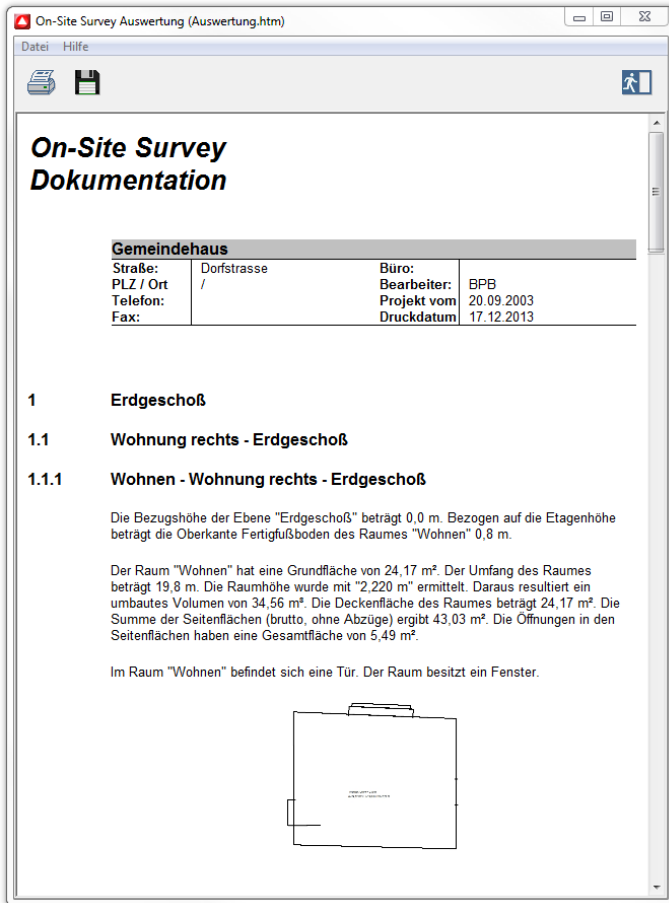 On-Site Survey Auswertung (Auswertung.htm)
Datei Hilfe
On-Site Survey
Dokumentation
Gemeindehaus
Straße: Dorfstrasse Büro:
PLZ / Ort / Bearbeiter: BPB
Telefon: Projekt vom 20.09.2003
Fax: Druckdatum 17.12.2013
1 Erdgeschoß
1.1 Wohnung rechts - Erdgeschoß
1.1.1 Wohnen - Wohnung rechts - Erdgeschoß
Die Bezugshöhe der Ebene "Erdgeschoß" beträgt 0,0 m. Bezogen auf die Etagenhöhe
beträgt die Oberkante Fertigfußboden des Raumes "Wohnen" 0,8 m.
Der Raum "Wohnen" hat eine Grundfläche von 24,17 m². Der Umfang des Raumes
beträgt 19,8 m. Die Raumhöhe wurde mit "2,220 m" ermittelt. Daraus resultiert ein
umbautes Volumen von 34,56 m³. Die Deckenfläche des Raumes beträgt 24,17 m². Die
Summe der Seitenflächen (brutto, ohne Abzüge) ergibt 43,03 m². Die Öffnungen in den
Seitenflächen haben eine Gesamtfläche von 5,49 m².
Im Raum "Wohnen" befindet sich eine Tür. Der Raum besitzt ein Fenster.